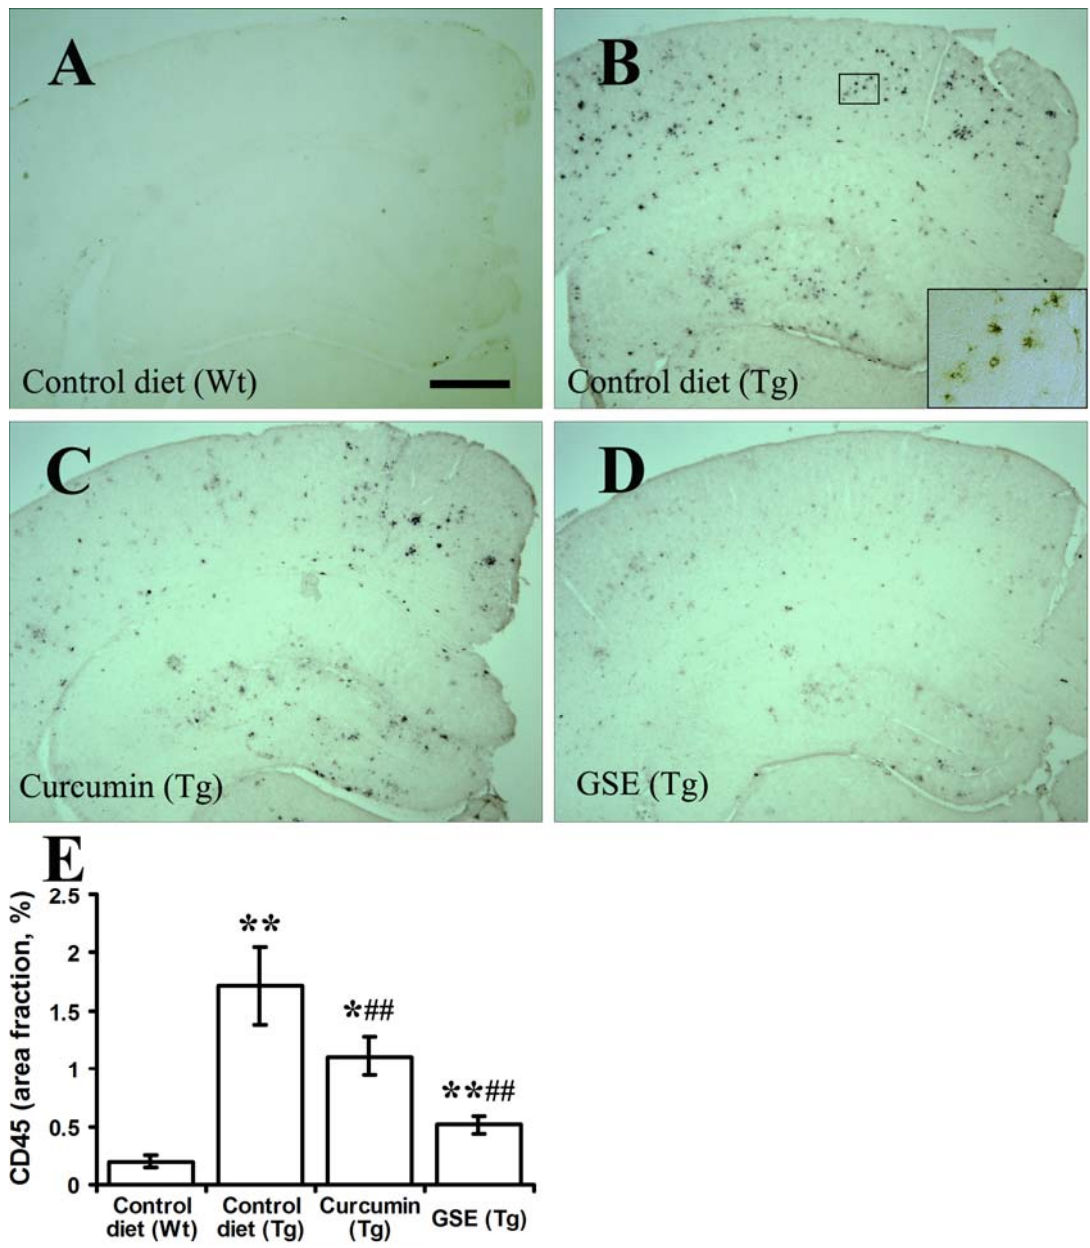 A
Control diet (Wt)
B
Control diet (Tg)
C
Curcumin (Tg)
D
GSE (Tg)
E
CD45 (area fraction, %)
2.5
2
1.5
1
0.5
0
**
*##
**##
Control
diet (Wt)
Control
diet (Tg)
Curcumin
(Tg)
GSE (Tg)